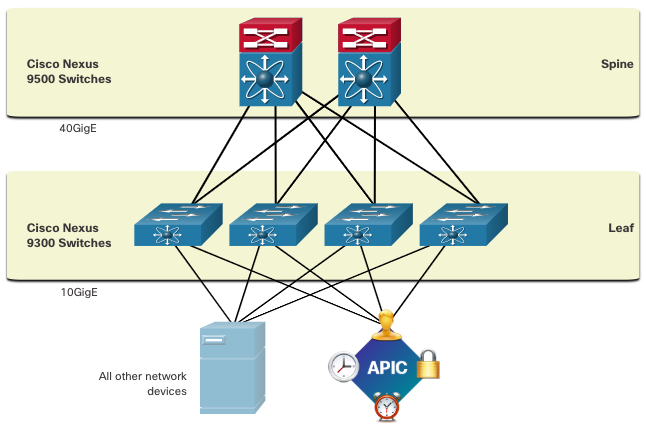 Cisco Nexus
9500 Switches
Spine
40GigE
Cisco Nexus
9300 Switches
Leaf
10GigE
All other network
devices
APIC